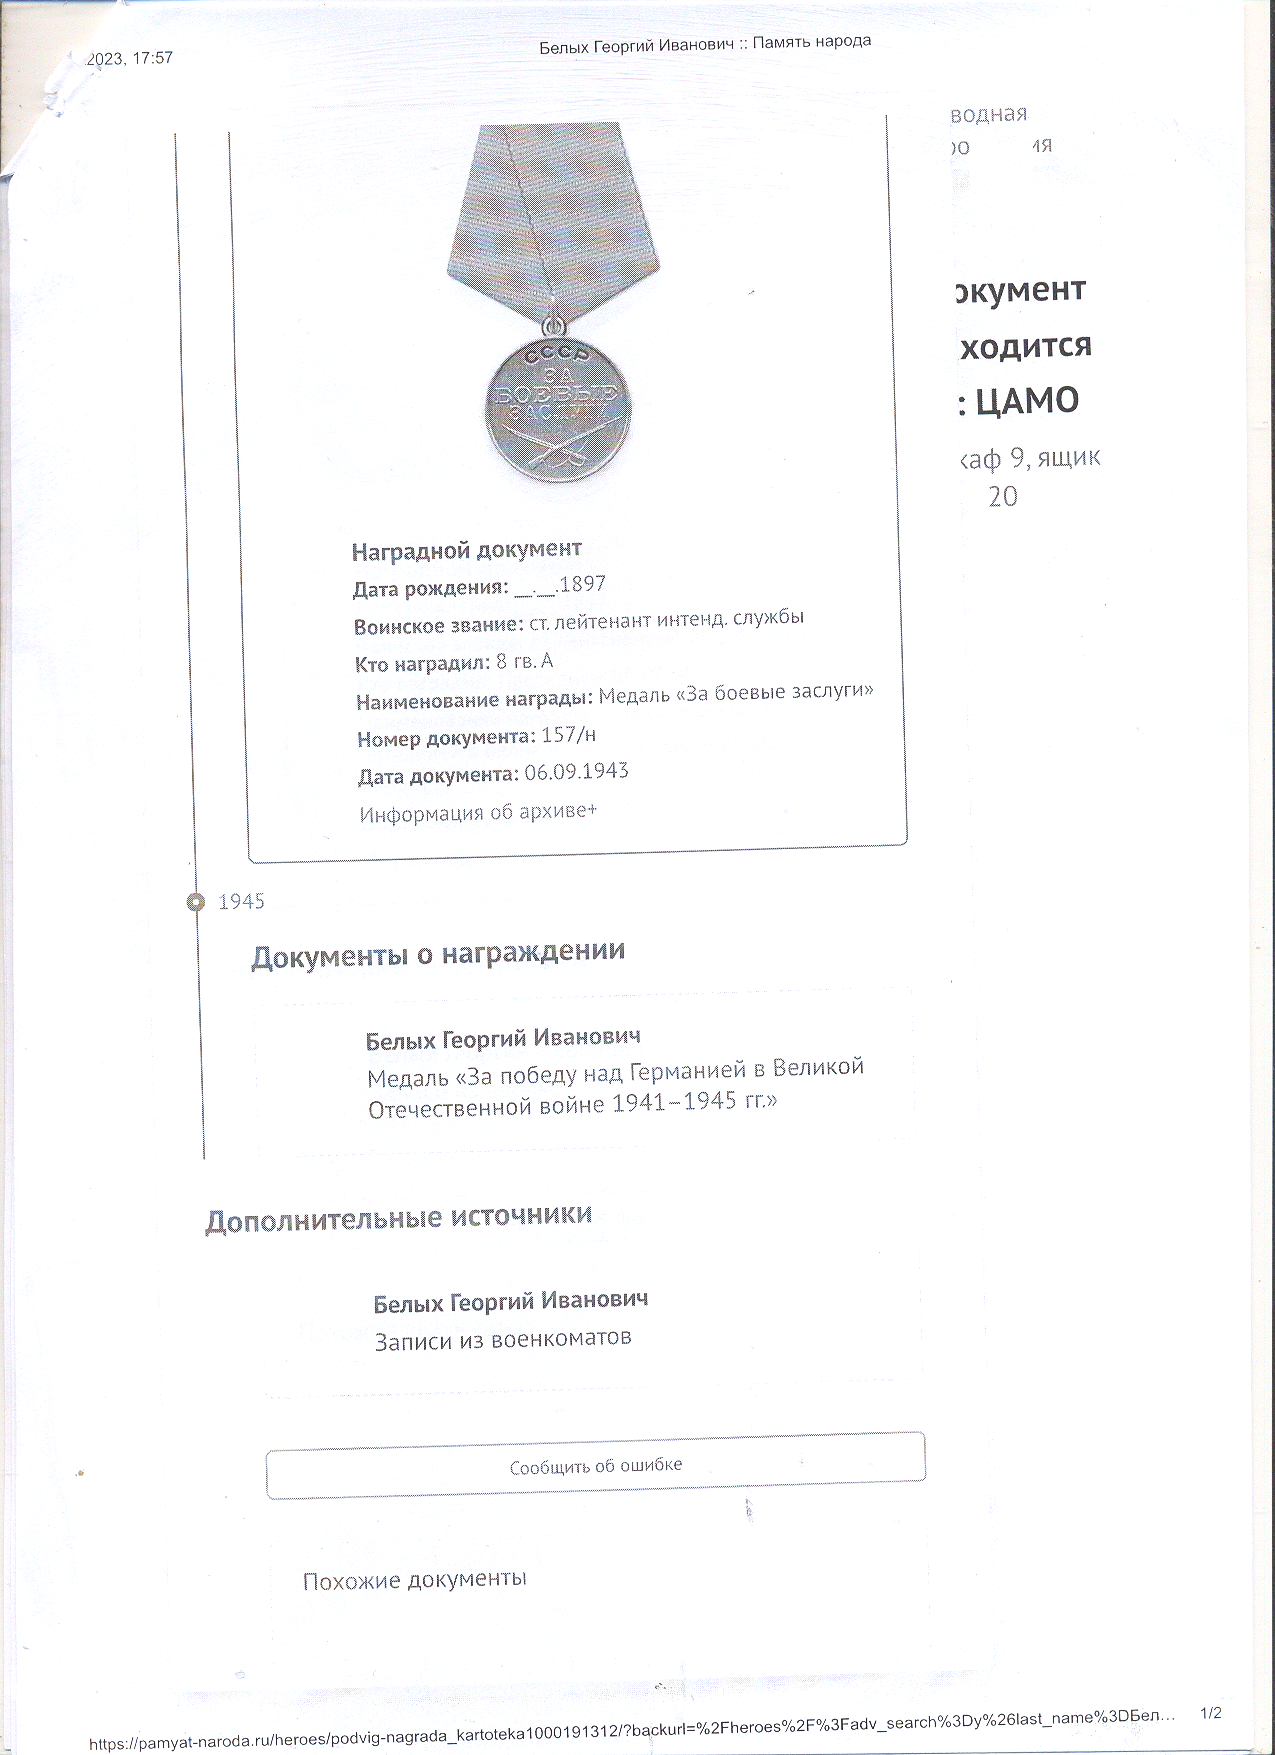 2023, 17:57
Белых Георгий Иванович :: Память народа
водная
окумент
ходится
: ЦАМО
каф 9, ящик
20
СССР
ЗА
БОЕВЫЕ
Наградной документ
Дата рождения: __.__.1897
Воинское звание: ст. лейтенант интенд. службы
Кто наградил: 8 гв. А
Наименование награды: Медаль «За боевые заслуги»
Номер документа: 157/н
Дата документа: 06.09.1943
Информация об архиве+
1945
Документы о награждении
Белых Георгий Иванович
Медаль «За победу над Германией в Великой
Отечественной войне 1941–1945 гг.»
Дополнительные источники
Белых Георгий Иванович
Записи из военкоматов
Сообщить об ошибке
Похожие документы
https://pamyat-naroda.ru/heroes/podvig-nagrada_kartoteka1000191312/?backurl=%2Fheroes%2F%3Fadv_search%3Dy%26last_name%3DБел... 1/2